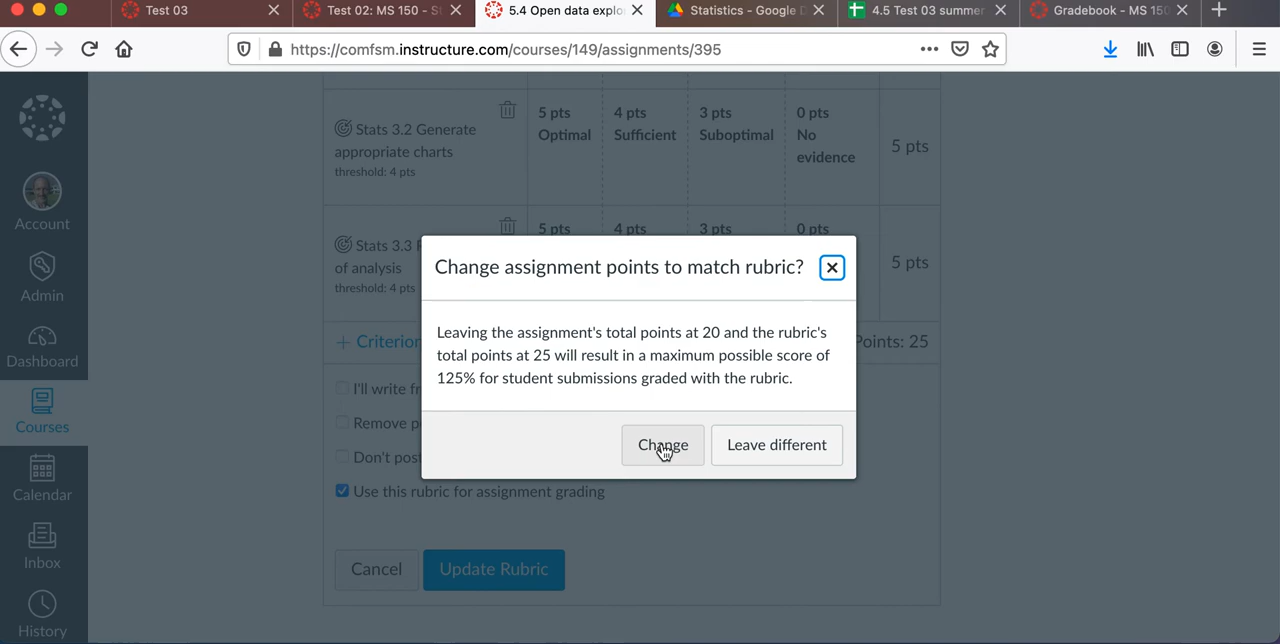 Test 03
Test 02: MS 150 - S
5.4 Open data explo
Statistics - Google D
4.5 Test 03 summer
Gradebook - MS 150
https://comfsm.instructure.com/courses/149/assignments/395
Account
Admin
Dashboard
Courses
Calendar
Inbox
History
Stats 3.2 Generate
appropriate charts
threshold: 4 pts
5 pts
Optimal
4 pts
Sufficient
3 pts
Suboptimal
0 pts
No
evidence
5 pts
Stats 3.3
of analysis
threshold: 4 pts
5 pts
4 pts
3 pts
0 pts
5 pts
+ Criterion
Points: 25
I'll write fr
Remove p
Don't post
Use this rubric for assignment grading
Cancel
Update Rubric
Change assignment points to match rubric?
Leaving the assignment's total points at 20 and the rubric's
total points at 25 will result in a maximum possible score of
125% for student submissions graded with the rubric.
Change
Leave different